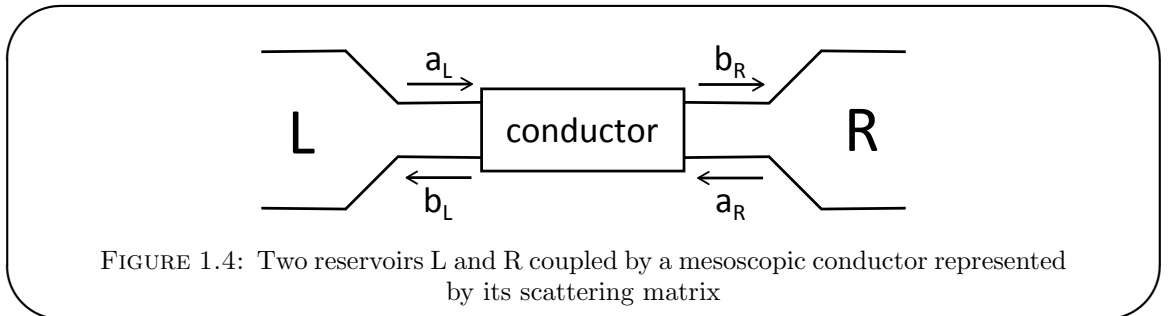 a_L b_R
L conductor R
b_L a_R
FIGURE 1.4: Two reservoirs L and R coupled by a mesoscopic conductor represented
by its scattering matrix